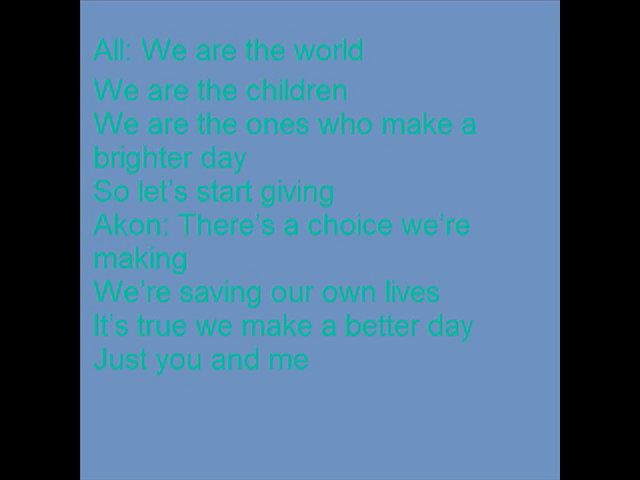 All: We are the world
We are the children
We are the ones who make a
brighter day
So let's start giving
Akon: There's a choice we're
making
We're saving our own lives
It's true we make a better day
Just you and me